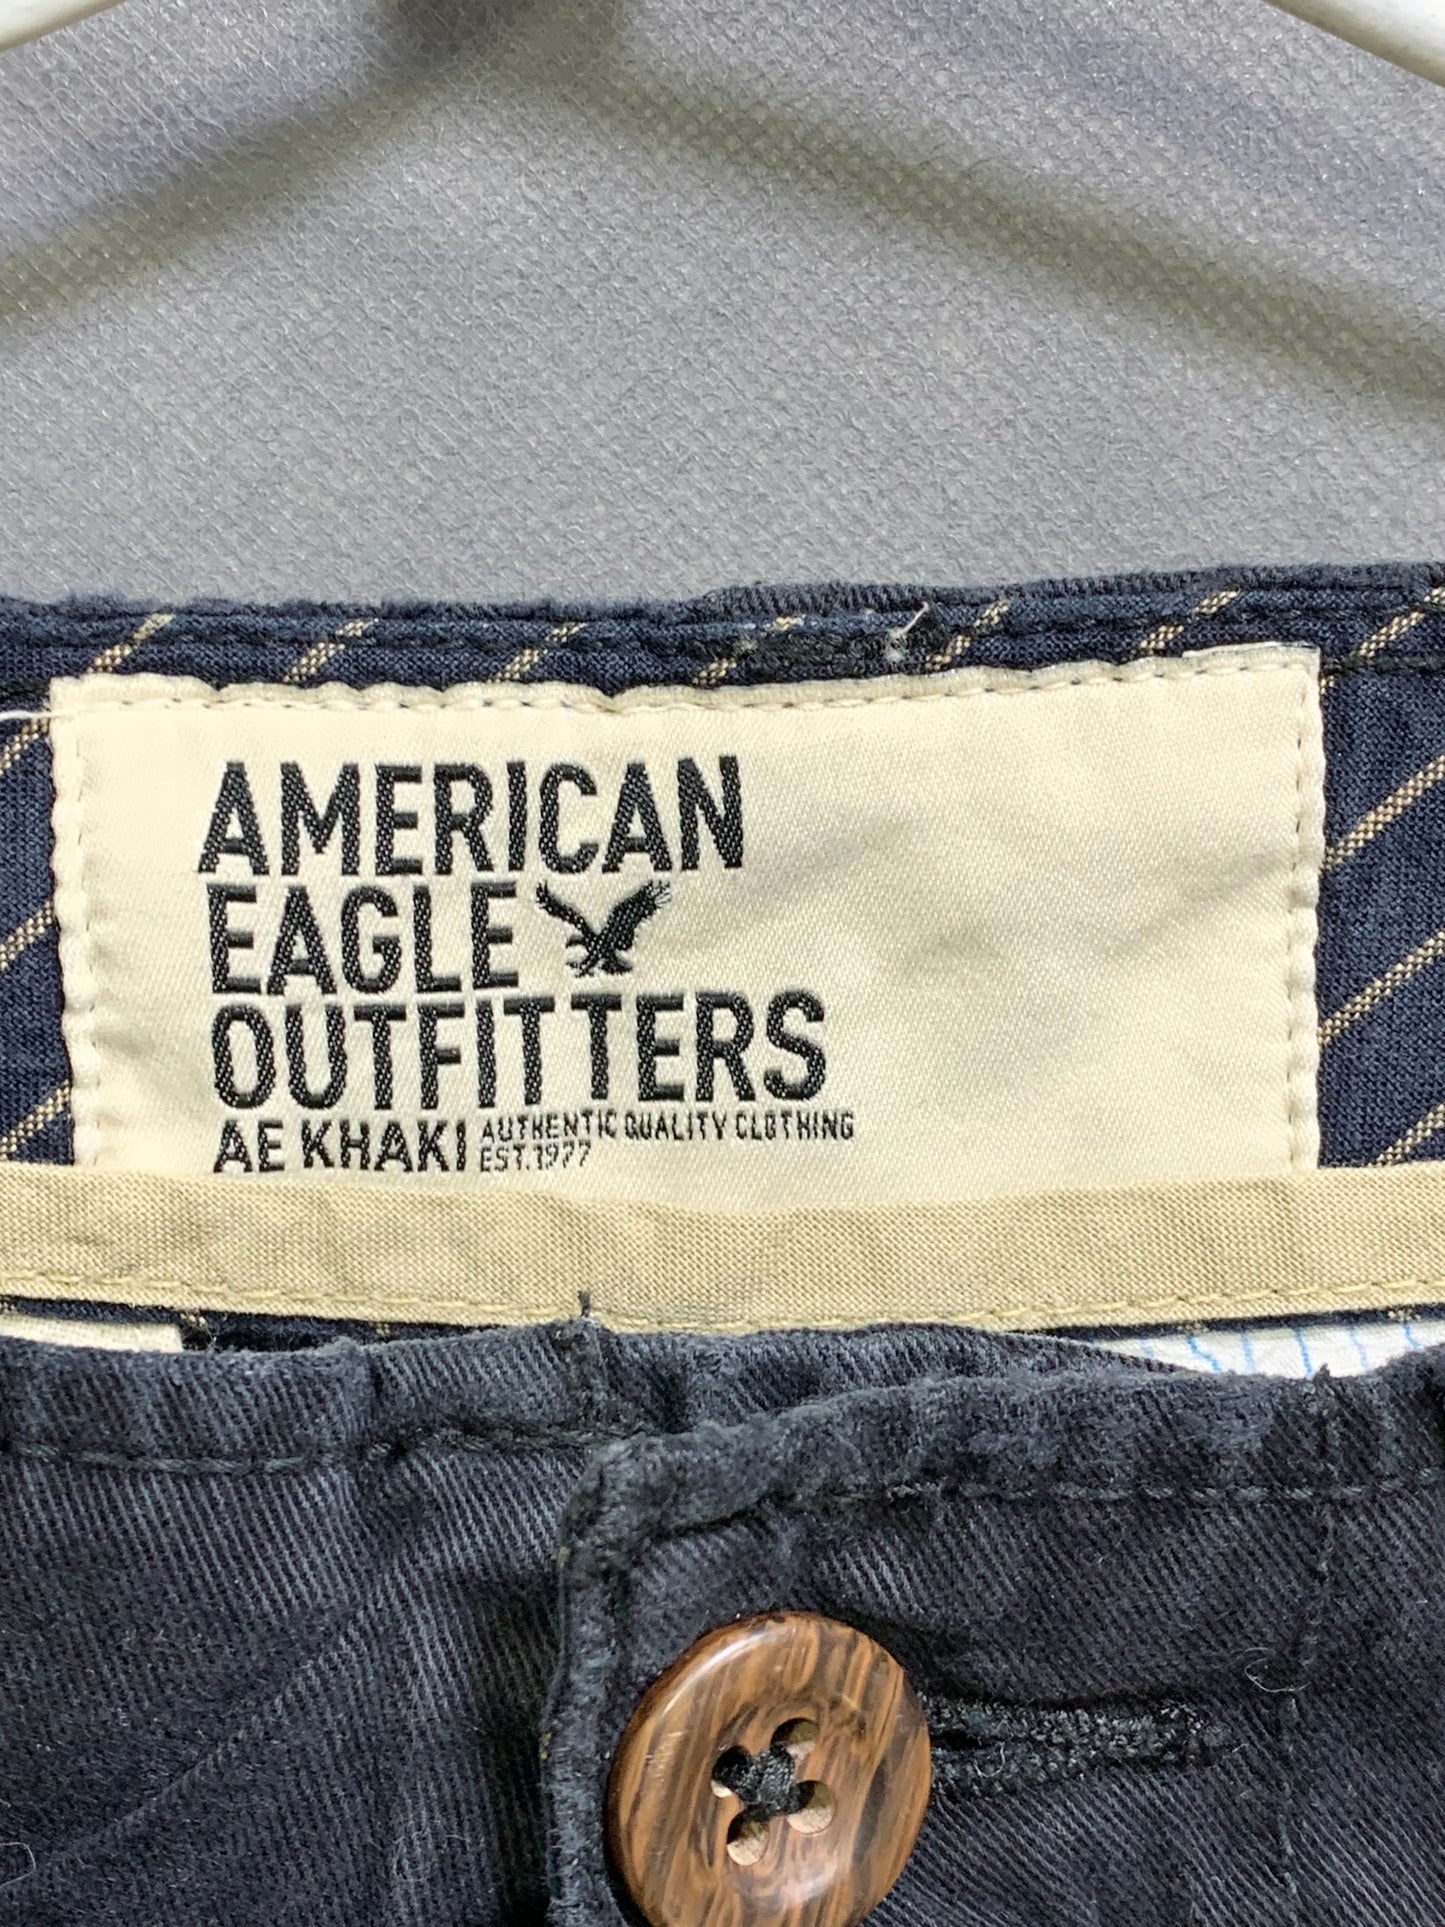 AMERICAN
EAGLE
OUTFITTERS
AE KHAKI AUTHENTIC QUALITY CLOTHING
EST.1977